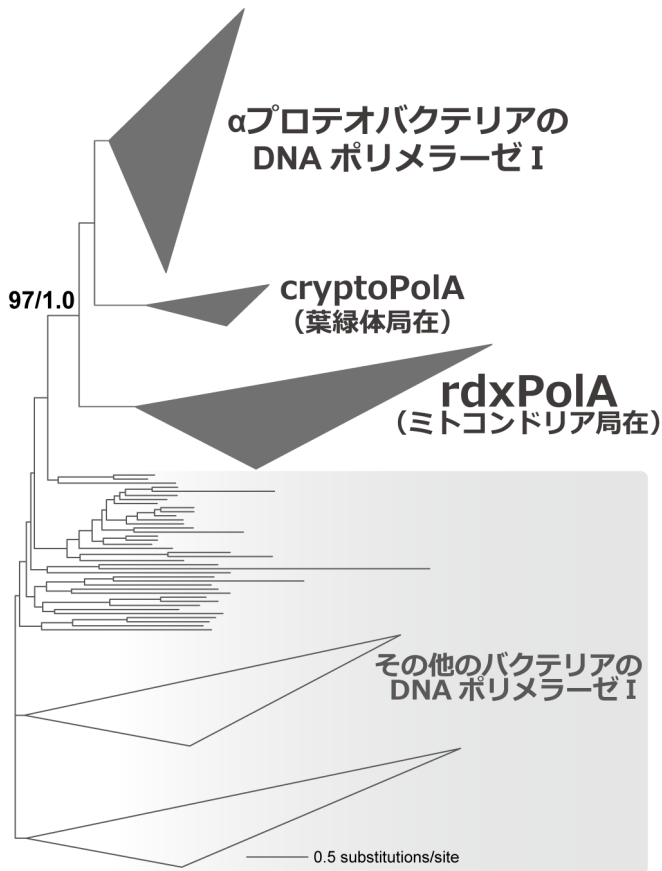 αプロテオバクテリアの
DNA ポリメラーゼ I
97/1.0
cryptoPolA
（葉緑体局在）
rdxPolA
（ミトコンドリア局在）
その他のバクテリアの
DNA ポリメラーゼ I
0.5 substitutions/site